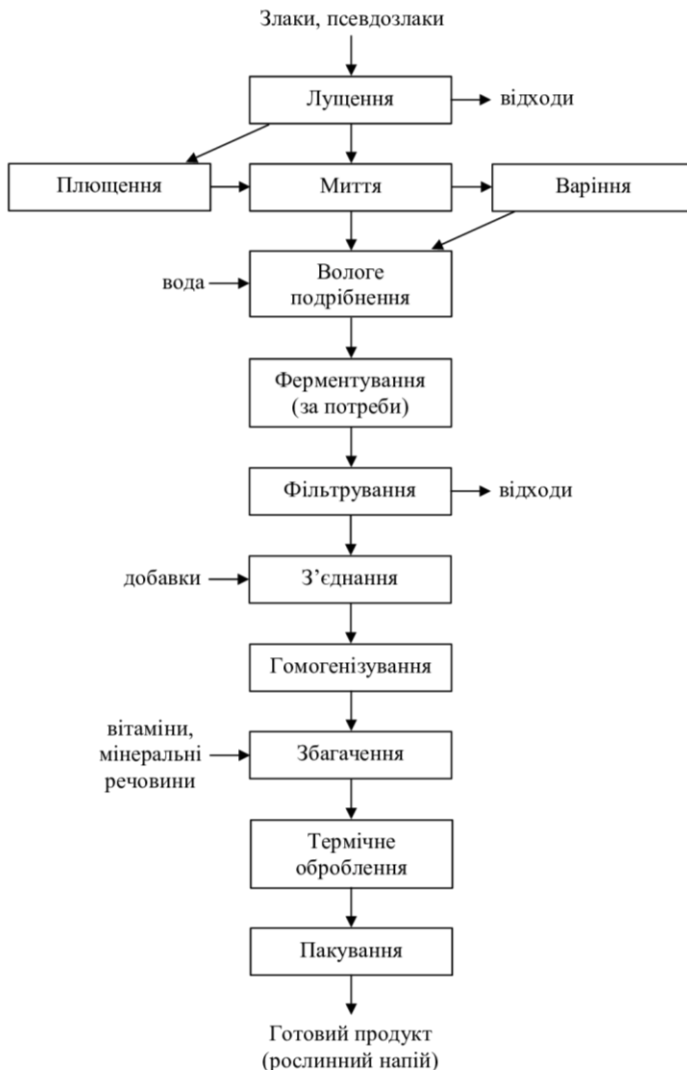 Злаки, псевдозлаки
Лущення
відходи
Плющення
Миття
Варіння
вода
Вологе
подрібнення
Ферментування
(за потреби)
Фільтрування
відходи
добавки
З’єднання
Гомогенізування
вітаміни,
мінеральні
речовини
Збагачення
Термічне
оброблення
Пакування
Готовий продукт
(рослинний напій)